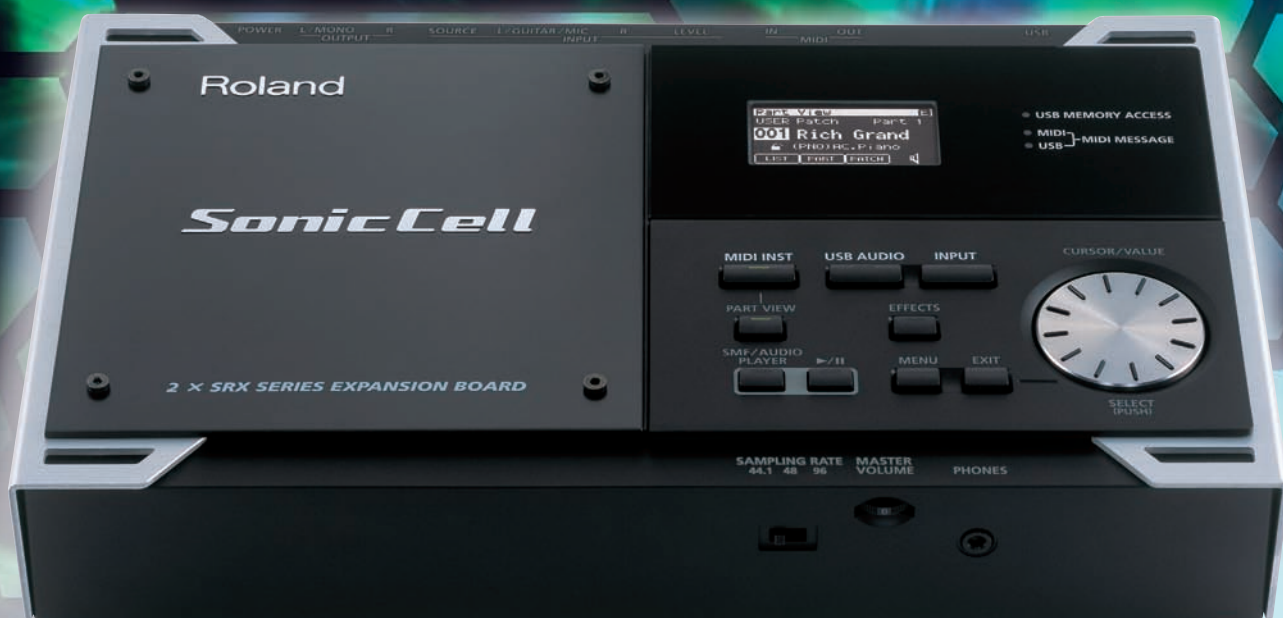 POWER L/MONO R SOURCE L/GUITAR/MIC R LEVEL IN OUT USB
OUTPUT INPUT MIDI
Roland
SonicCell
2 × SRX SERIES EXPANSION BOARD
Part View
USER Patch Part 1
001 Rich Grand
(PNO)AC.Piano
LIST PART PATCH
USB MEMORY ACCESS
MIDI
USB
MIDI MESSAGE
MIDI INST USB AUDIO INPUT
CURSOR/VALUE
PART VIEW EFFECTS
SMF/AUDIO
PLAYER ►/II MENU EXIT
SELECT
(PUSH)
SAMPLING RATE
44.1 48 96
MASTER
VOLUME
PHONES